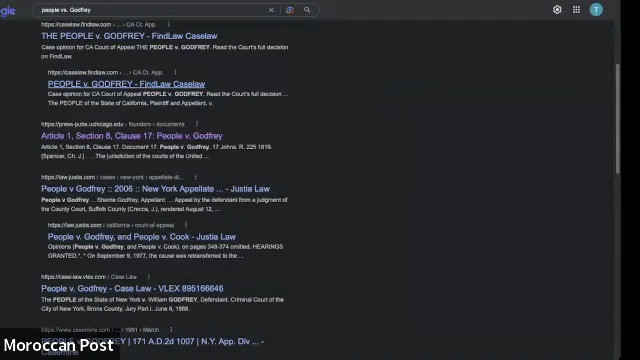 gle
people vs. Godfrey
T
https://caselaw.findlaw.com › ... › CA Ct. App.
THE PEOPLE v. GODFREY - FindLaw Caselaw
Case opinion for CA Court of Appeal THE PEOPLE v. GODFREY. Read the Court's full decision
on FindLaw.
https://caselaw.findlaw.com › ... › CA Ct. App.
PEOPLE v. GODFREY - FindLaw Caselaw
Case opinion for CA Court of Appeal PEOPLE v. GODFREY. Read the Court's full decision ...
The PEOPLE of the State of California, Plaintiff and Appellant, v.
https://press-pubs.uchicago.edu › founders › documents
Article 1, Section 8, Clause 17: People v. Godfrey
Article 1, Section 8, Clause 17. Document 17. People v. Godfrey. 17 Johns. R. 225 1819.
[Spencer, Ch. J.] . . . The jurisdiction of the courts of the United ...
https://law.justia.com › cases › new-york › appellate-di...
People v Godfrey :: 2006 :: New York Appellate ... - Justia Law
People v Godfrey ... Sherrie Godfrey, Appellant. ... Appeal by the defendant from a judgment of
the County Court, Suffolk County (Crecca, J.), rendered August 12, ...
https://law.justia.com › california › court-of-appeal
People v. Godfrey, and People v. Cook - Justia Law
Opinions (People v. Godfrey, and People v. Cook). on pages 348-374 omitted. HEARINGS
GRANTED.*. * On September 9, 1977, the cause was retransferred to the ...
https://case-law.vlex.com › Case Law
People v. Godfrey - Case Law - VLEX 895166646
The PEOPLE of the State of New York v. William GODFREY, Defendant. Criminal Court of the
City of New York, Bronx County, Jury Part I. June 6, 1988.
https://www.casemine.com › ... › 1991 › March
PEOPLE v. GODFREY | 171 A.D.2d 1007 | N.Y. App. Div ... -
Casemine
Moroccan Post